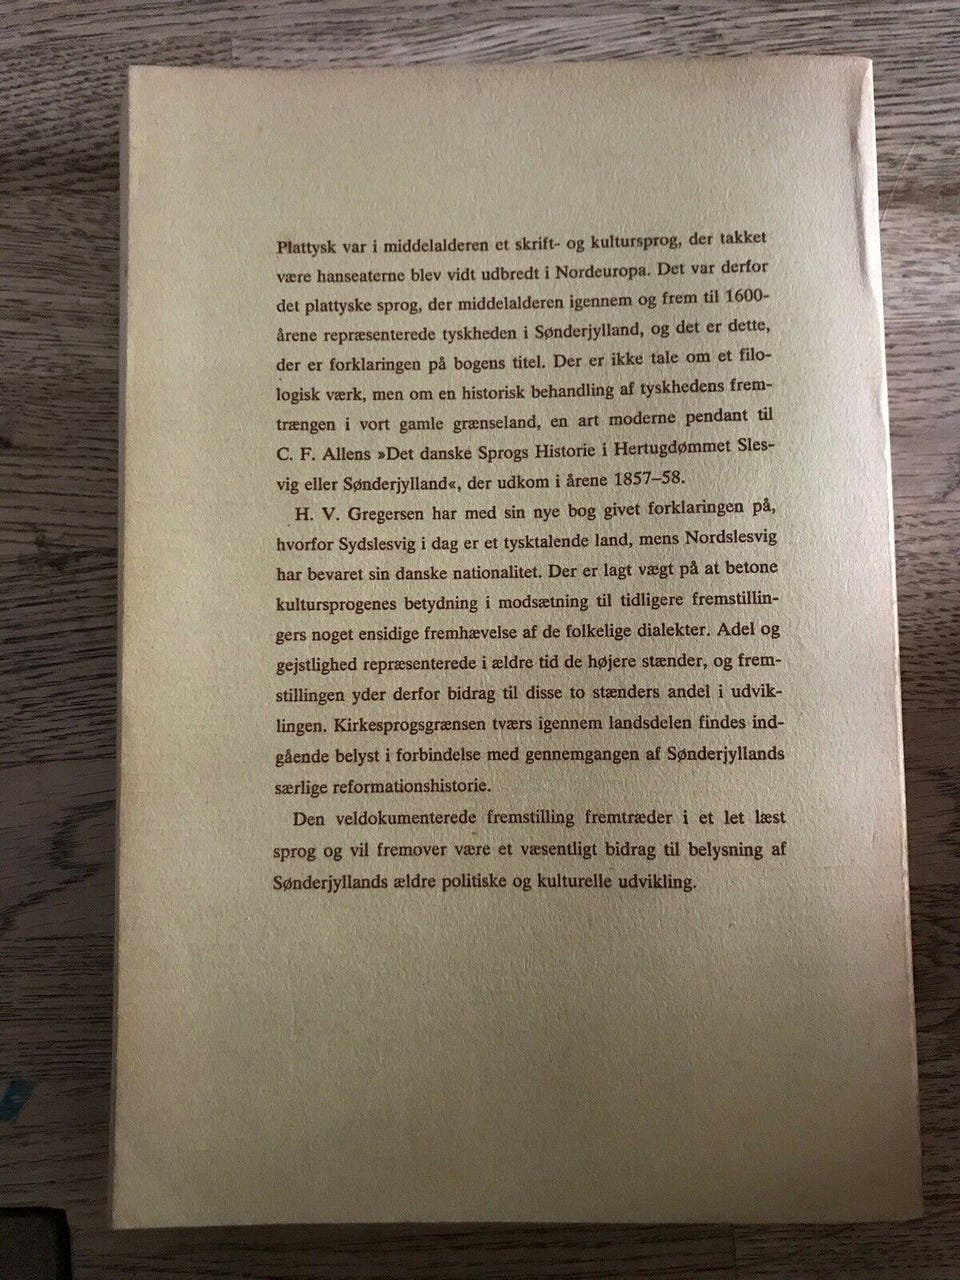 Plattysk var i middelalderen et skrift- og kultursprog, der takket
være hanseaterne blev vidt udbredt i Nordeuropa. Det var derfor
det plattyske sprog, der middelalderen igennem og frem til 1600-
årene repræsenterede tyskheden i Sønderjylland, og det er dette,
der er forklaringen på bogens titel. Der er ikke tale om et filo-
logisk værk, men om en historisk behandling af tyskhedens frem-
trængen i vort gamle grænseland, en art moderne pendant til
C. F. Allens »Det danske Sprogs Historie i Hertugdømmet Sles-
vig eller Sønderjylland«, der udkom i årene 1857–58.
H. V. Gregersen har med sin nye bog givet forklaringen på,
hvorfor Sydslesvig i dag er et tysktalende land, mens Nordslesvig
har bevaret sin danske nationalitet. Der er lagt vægt på at betone
kultursprogenes betydning i modsætning til tidligere fremstillin-
gers noget ensidige fremhævelse af de folkelige dialekter. Adel og
gejstlighed repræsenterede i ældre tid de højere stænder, og frem-
stillingen yder derfor bidrag til disse to stænders andel i udvik-
lingen. Kirkesprogsgrænsen tværs igennem landsdelen findes ind-
gående belyst i forbindelse med gennemgangen af Sønderjyllands
særlige reformationshistorie.
Den veldokumenterede fremstilling fremtræder i et let læst
sprog og vil fremover være et væsentligt bidrag til belysning af
Sønderjyllands ældre politiske og kulturelle udvikling.